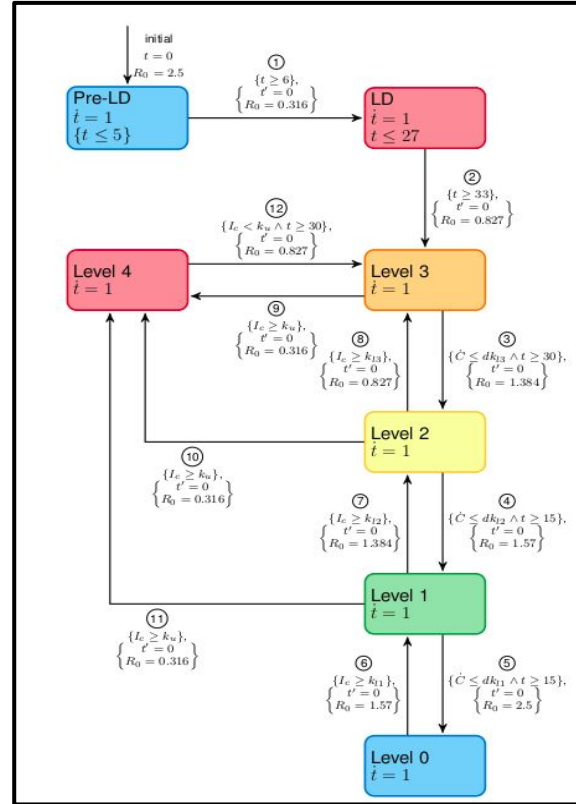 initial
t = 0
R₀ = 2.5
Pre-LD
ṫ = 1
{t ≤ 5}
①
{t ≥ 6},
{ t′ = 0
R₀ = 0.316 }
LD
ṫ = 1
t ≤ 27
②
{t ≥ 33},
{ t′ = 0
R₀ = 0.827 }
⑫
{I_c < k_u ∧ t ≥ 30},
{ t′ = 0
R₀ = 0.827 }
Level 4
ṫ = 1
Level 3
ṫ = 1
⑨
{I_c ≥ k_u},
{ t′ = 0
R₀ = 0.316 }
⑧
{I_c ≥ k_l3},
{ t′ = 0
R₀ = 0.827 }
③
{Ċ ≤ dk_l3 ∧ t ≥ 30},
{ t′ = 0
R₀ = 1.384 }
Level 2
ṫ = 1
⑩
{I_c ≥ k_u},
{ t′ = 0
R₀ = 0.316 }
⑦
{I_c ≥ k_l2},
{ t′ = 0
R₀ = 1.384 }
④
{Ċ ≤ dk_l2 ∧ t ≥ 15},
{ t′ = 0
R₀ = 1.57 }
Level 1
ṫ = 1
⑪
{I_c ≥ k_u},
{ t′ = 0
R₀ = 0.316 }
⑥
{I_c ≥ k_l1},
{ t′ = 0
R₀ = 1.57 }
⑤
{Ċ ≤ dk_l1 ∧ t ≥ 15},
{ t′ = 0
R₀ = 2.5 }
Level 0
ṫ = 1